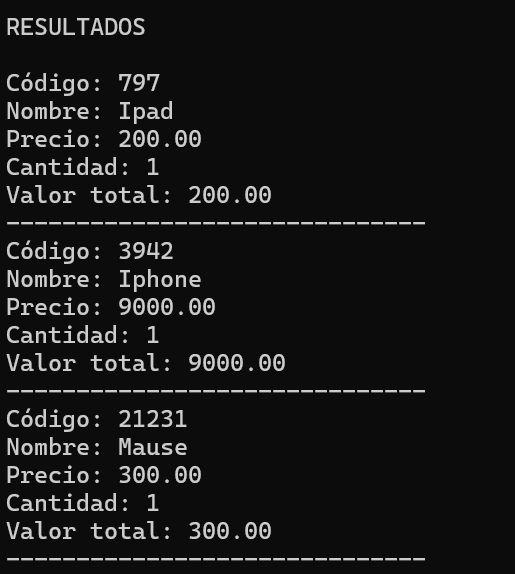 RESULTADOS
Código: 797
Nombre: Ipad
Precio: 200.00
Cantidad: 1
Valor total: 200.00
------------------------------
Código: 3942
Nombre: Iphone
Precio: 9000.00
Cantidad: 1
Valor total: 9000.00
------------------------------
Código: 21231
Nombre: Mause
Precio: 300.00
Cantidad: 1
Valor total: 300.00
------------------------------